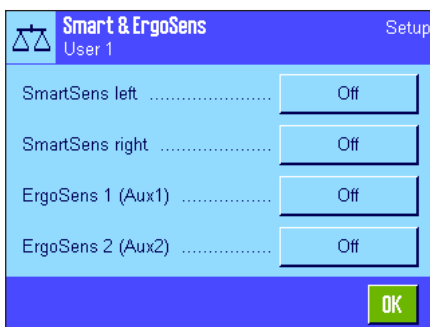 Smart & ErgoSens
Setup
User 1
SmartSens left ...................... Off
SmartSens right .................... Off
ErgoSens 1 (Aux1) ................. Off
ErgoSens 2 (Aux2) ................ Off
OK